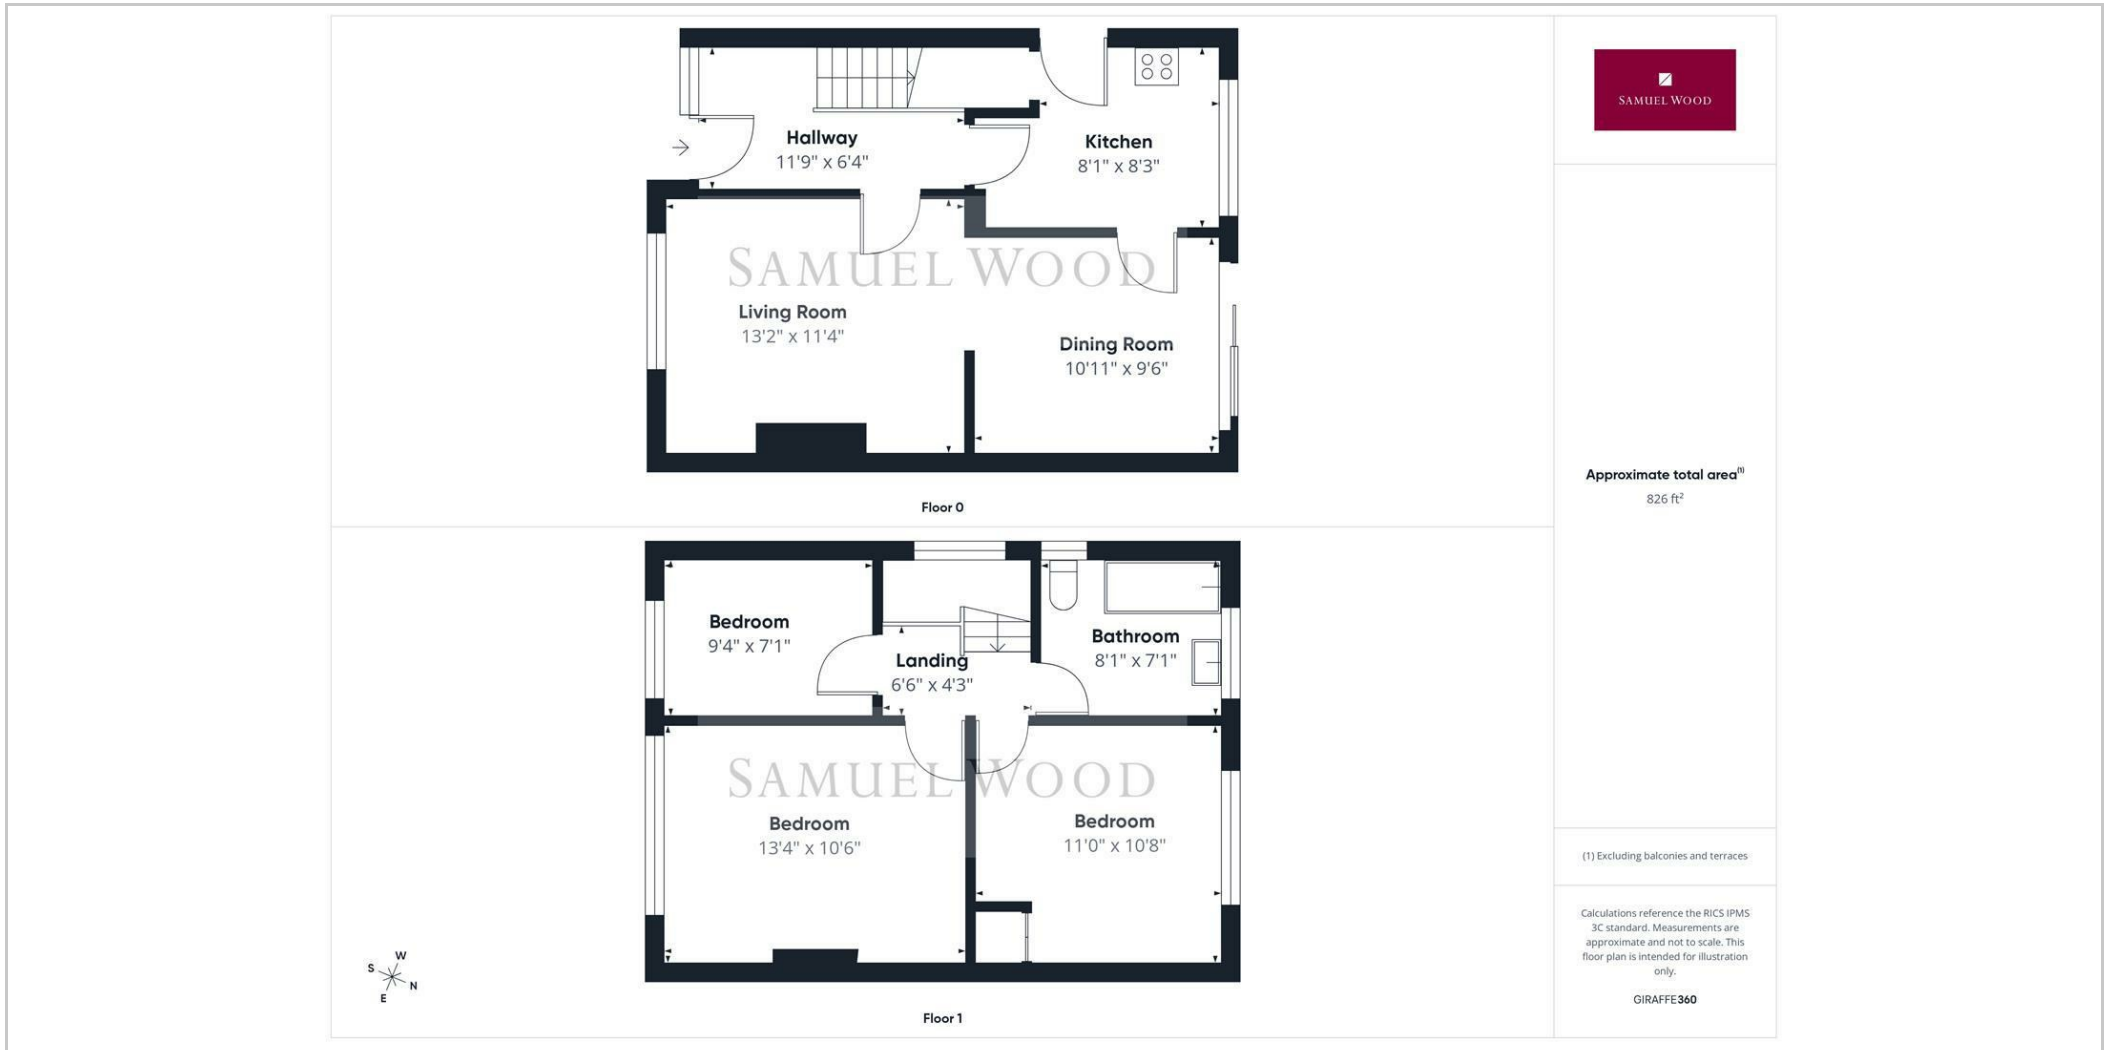 Hallway
11'9" x 6'4"
Kitchen
8'1" x 8'3"
SAMUEL WOOD
Living Room
13'2" x 11'4"
Dining Room
10'11" x 9'6"
Floor 0
Bedroom
9'4" x 7'1"
Landing
6'6" x 4'3"
Bathroom
8'1" x 7'1"
SAMUEL WOOD
Bedroom
13'4" x 10'6"
Bedroom
11'0" x 10'8"
W
S
N
E
Floor 1
SAMUEL WOOD
Approximate total area(1)
826 ft²
(1) Excluding balconies and terraces
Calculations reference the RICS IPMS
3C standard. Measurements are
approximate and not to scale. This
floor plan is intended for illustration
only.
GIRAFFE360